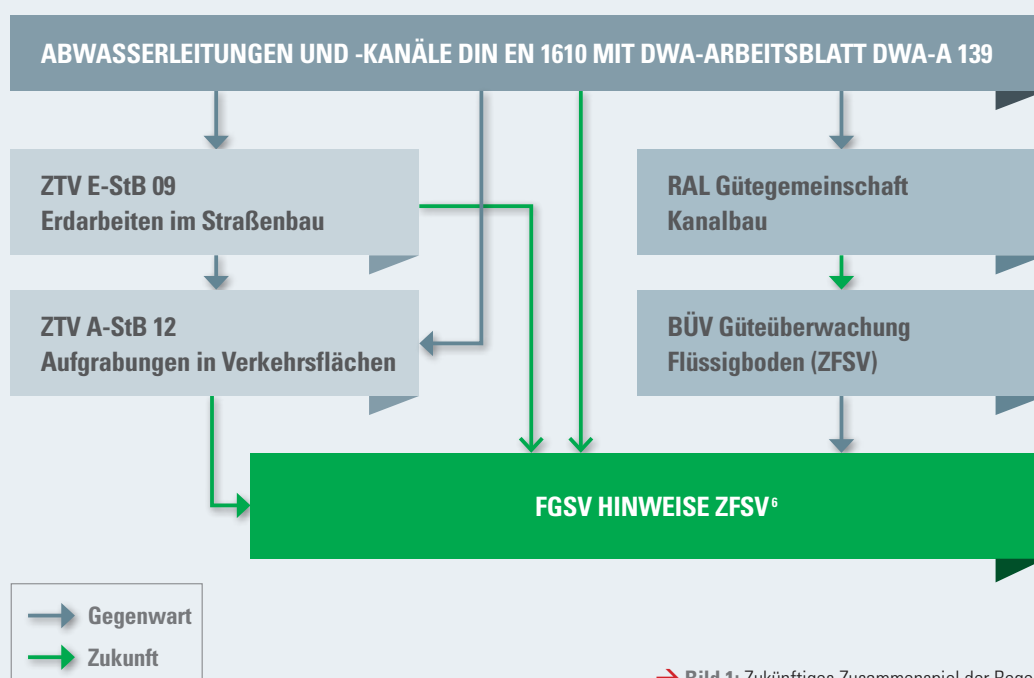 ABWASSERLEITUNGEN UND -KANÄLE DIN EN 1610 MIT DWA-ARBEITSBLATT DWA-A 139
ZTV E-StB 09
Erdarbeiten im Straßenbau
RAL Gütegemeinschaft
Kanalbau
ZTV A-StB 12
Aufgrabungen in Verkehrsflächen
BÜV Güteüberwachung
Flüssigboden (ZFSV)
FGSV HINWEISE ZFSV⁶
Gegenwart
Zukunft
Bild 1: Zukünftiges Zusammenspiel der